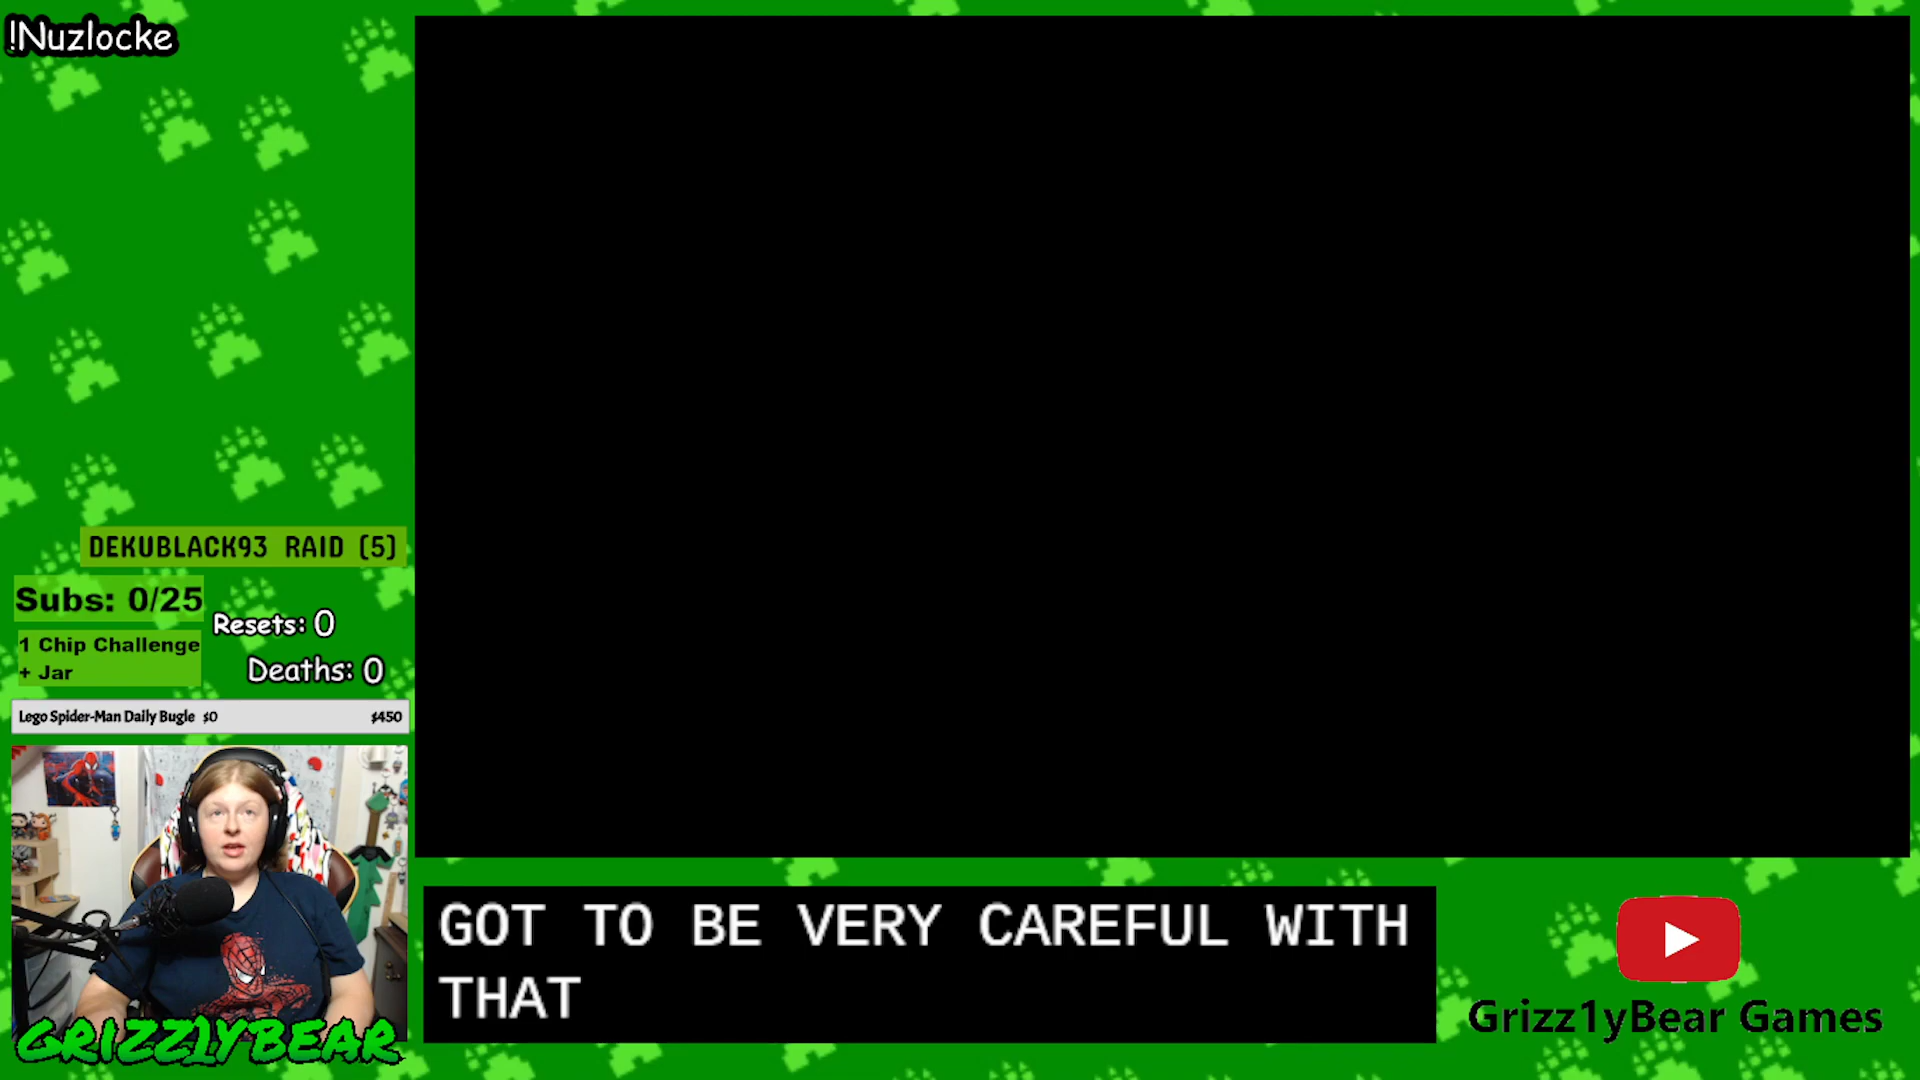 !Nuzlocke
DEKUBLACK93 RAID (5)
Subs: 0/25
Resets: 0
1 Chip Challenge
+ Jar
Deaths: 0
Lego Spider-Man Daily Bugle $0 $450
GRIZZ1YBEAR
GOT TO BE VERY CAREFUL WITH
THAT
Grizz1yBear Games